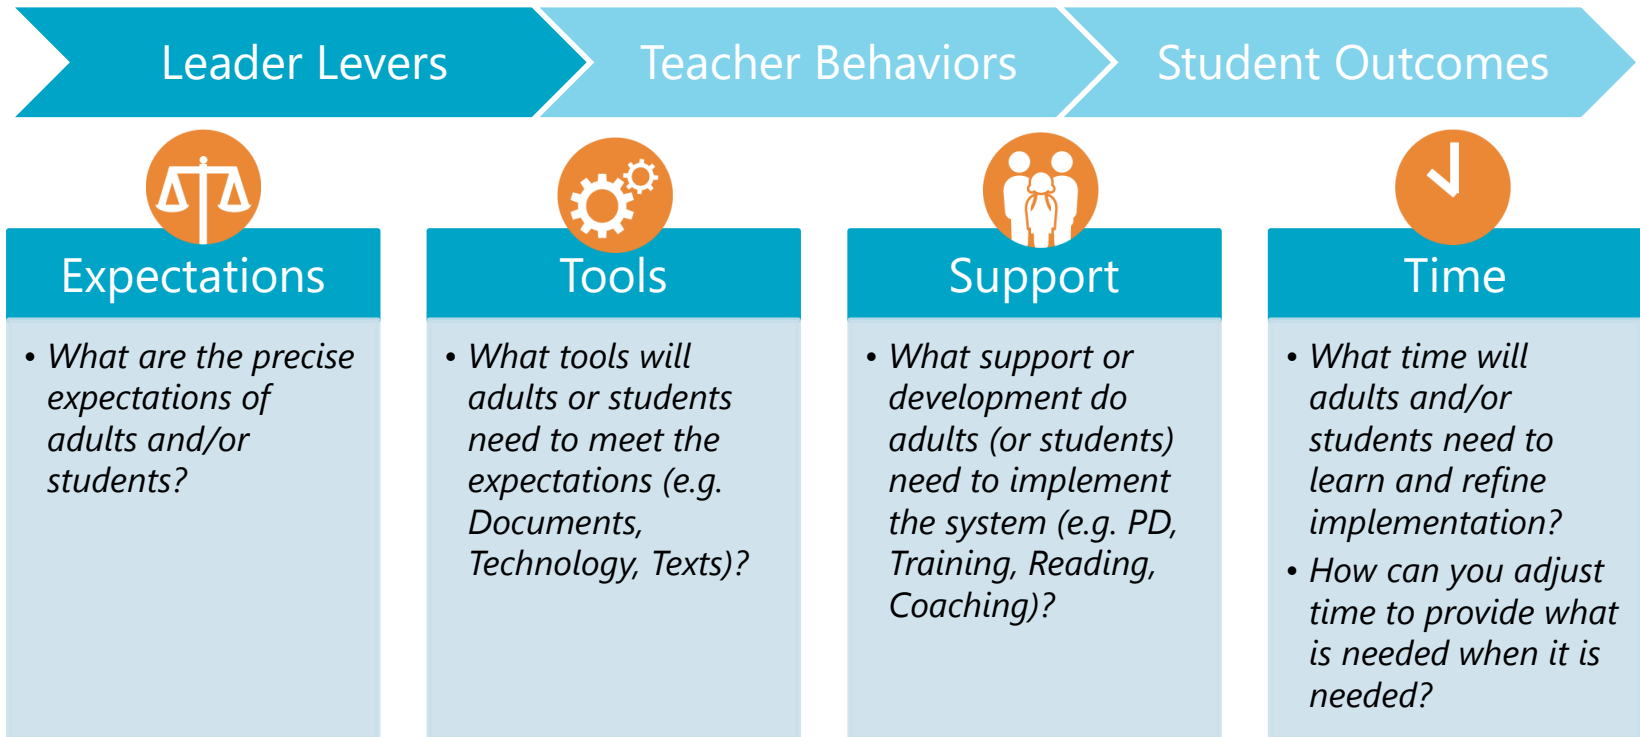 Leader Levers
Teacher Behaviors
Student Outcomes
Expectations
• What are the precise
expectations of
adults and/or
students?
Tools
• What tools will
adults or students
need to meet the
expectations (e.g.
Documents,
Technology, Texts)?
Support
• What support or
development do
adults (or students)
need to implement
the system (e.g. PD,
Training, Reading,
Coaching)?
Time
• What time will
adults and/or
students need to
learn and refine
implementation?
• How can you adjust
time to provide what
is needed when it is
needed?